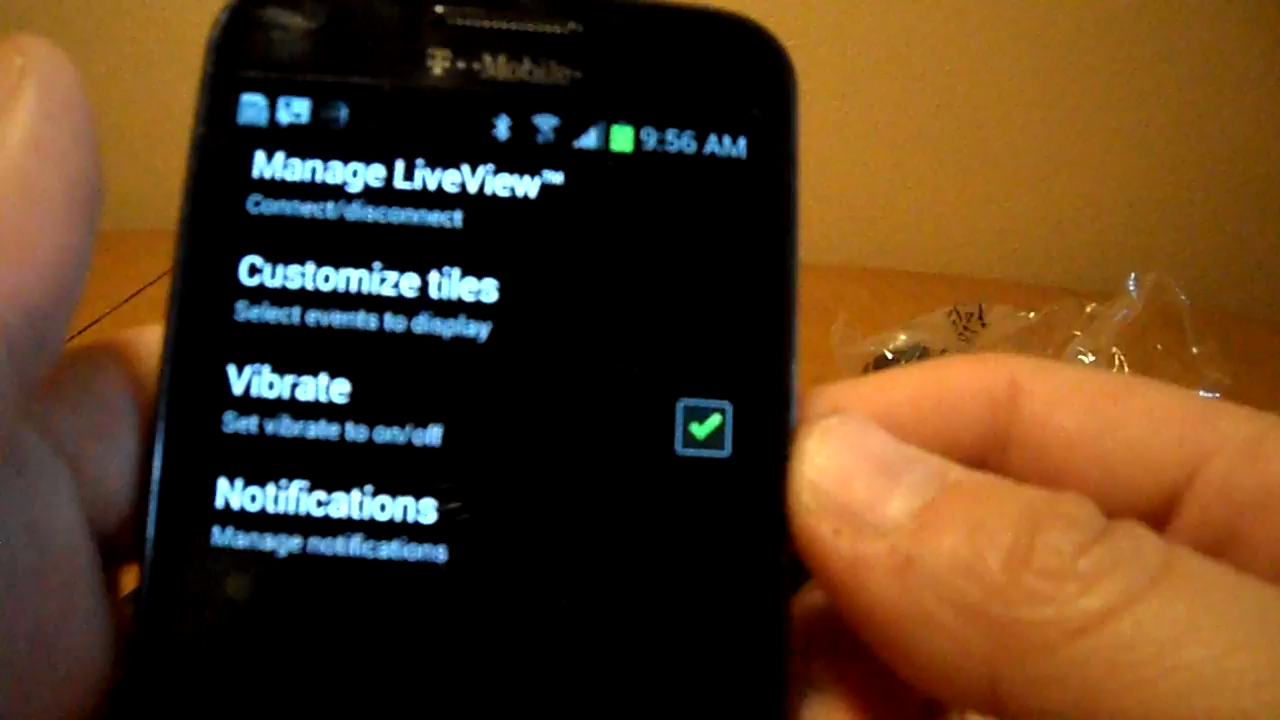 T··Mobile·
9:56 AM
Manage LiveView™
Connect/disconnect
Customize tiles
Select events to display
Vibrate
Set vibrate to on/off
Notifications
Manage notifications